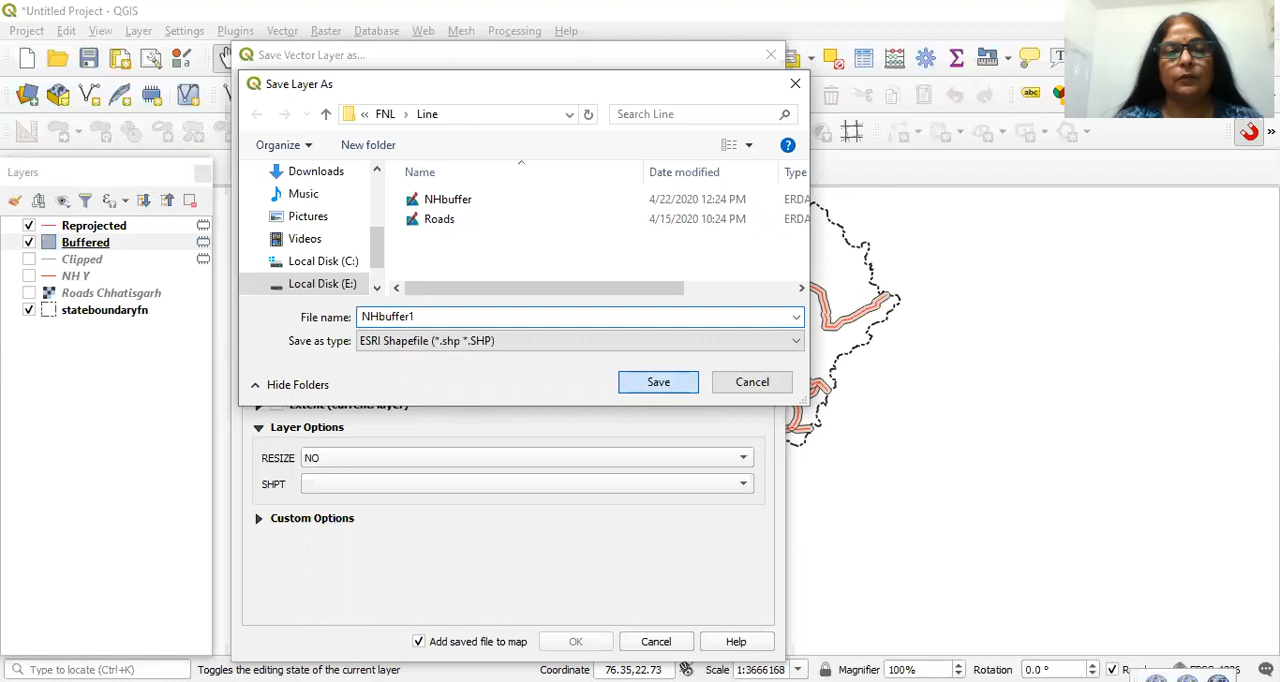 *Untitled Project - QGIS
Project Edit View Layer Settings Plugins Vector Raster Database Web Mesh Processing Help
Save Vector Layer as...
Save Layer As
FNL > Line
Search Line
Organize
New folder
Layers
Downloads
Music
Pictures
Videos
Local Disk (C:)
Local Disk (E:)
Name Date modified Type
NHbuffer 4/22/2020 12:24 PM ERDA
Roads 4/15/2020 10:24 PM ERDA
Reprojected
Buffered
Clipped
NH Y
Roads Chhatisgarh
stateboundaryfn
File name: NHbuffer1
Save as type: ESRI Shapefile (*.shp *.SHP)
Hide Folders
Save
Cancel
Extent (current: layer)
Layer Options
RESIZE NO
SHPT
Custom Options
Add saved file to map
OK
Cancel
Help
abc
Type to locate (Ctrl+K)
Toggles the editing state of the current layer
Coordinate 76.35,22.73
Scale 1:3666168
Magnifier 100%
Rotation 0.0 °